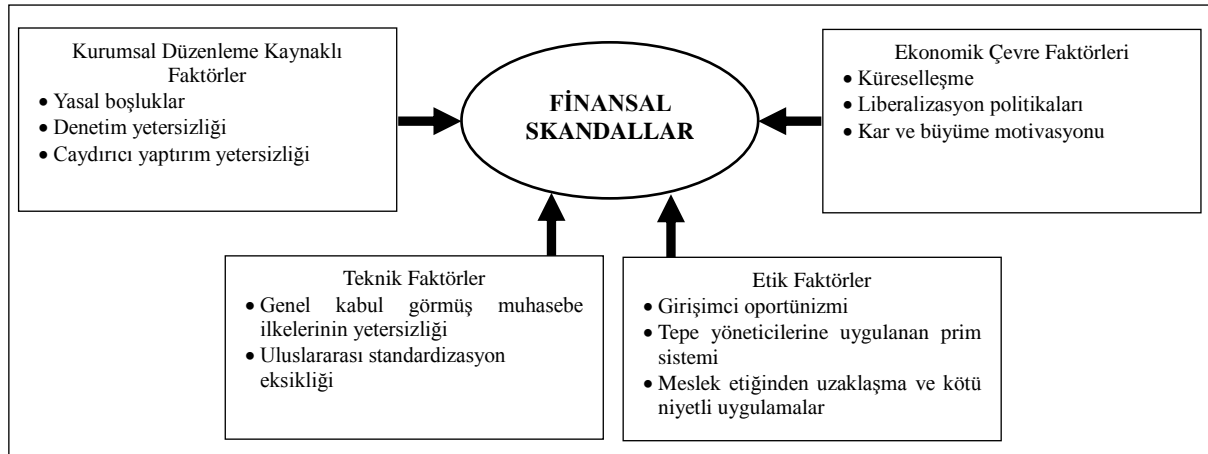 Kurumsal Düzenleme Kaynaklı
Faktörler
• Yasal boşluklar
• Denetim yetersizliği
• Caydırıcı yaptırım yetersizliği
FİNANSAL
SKANDALLAR
Ekonomik Çevre Faktörleri
• Küreselleşme
• Liberalizasyon politikaları
• Kar ve büyüme motivasyonu
Teknik Faktörler
• Genel kabul görmüş muhasebe
ilkelerinin yetersizliği
• Uluslararası standardizasyon
eksikliği
Etik Faktörler
• Girişimci oportünizmi
• Tepe yöneticilerine uygulanan prim
sistemi
• Meslek etiğinden uzaklaşma ve kötü
niyetli uygulamalar